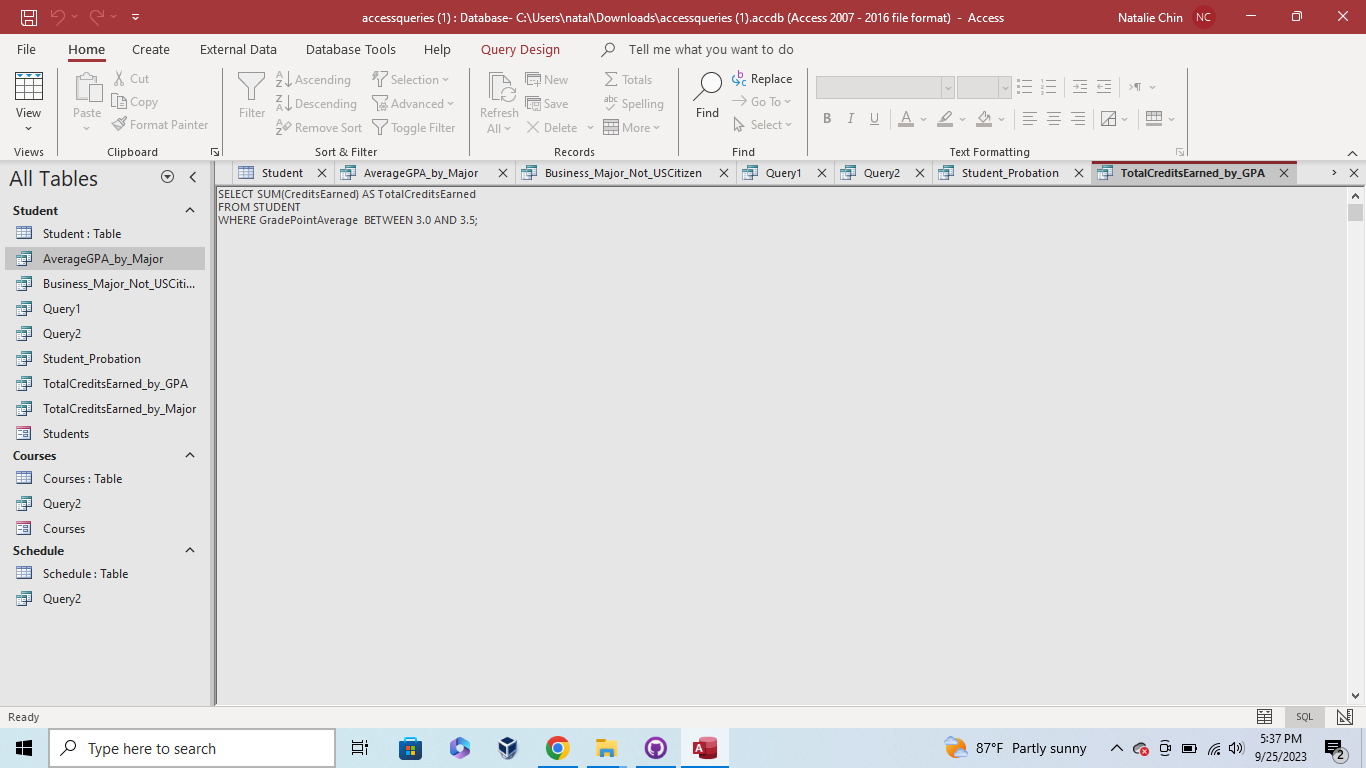 accessqueries (1) : Database- C:\Users\natal\Downloads\accessqueries (1).accdb (Access 2007 - 2016 file format) - Access
Natalie Chin NC
File Home Create External Data Database Tools Help Query Design Tell me what you want to do
View
Views
Paste
Cut
Copy
Format Painter
Clipboard
Filter
Ascending
Descending
Remove Sort
Selection
Advanced
Toggle Filter
Sort & Filter
Refresh
All
New
Save
Delete
Totals
abc Spelling
More
Records
Find
Replace
Go To
Select
Find
B I U A
Text Formatting
All Tables
Student
Student : Table
AverageGPA_by_Major
Business_Major_Not_USCiti...
Query1
Query2
Student_Probation
TotalCreditsEarned_by_GPA
TotalCreditsEarned_by_Major
Students
Courses
Courses : Table
Query2
Courses
Schedule
Schedule : Table
Query2
Student AverageGPA_by_Major Business_Major_Not_USCitizen Query1 Query2 Student_Probation TotalCreditsEarned_by_GPA
SELECT SUM(CreditsEarned) AS TotalCreditsEarned
FROM STUDENT
WHERE GradePointAverage  BETWEEN 3.0 AND 3.5;
Ready
SQL
Type here to search
A
87°F Partly sunny
5:37 PM
9/25/2023
2